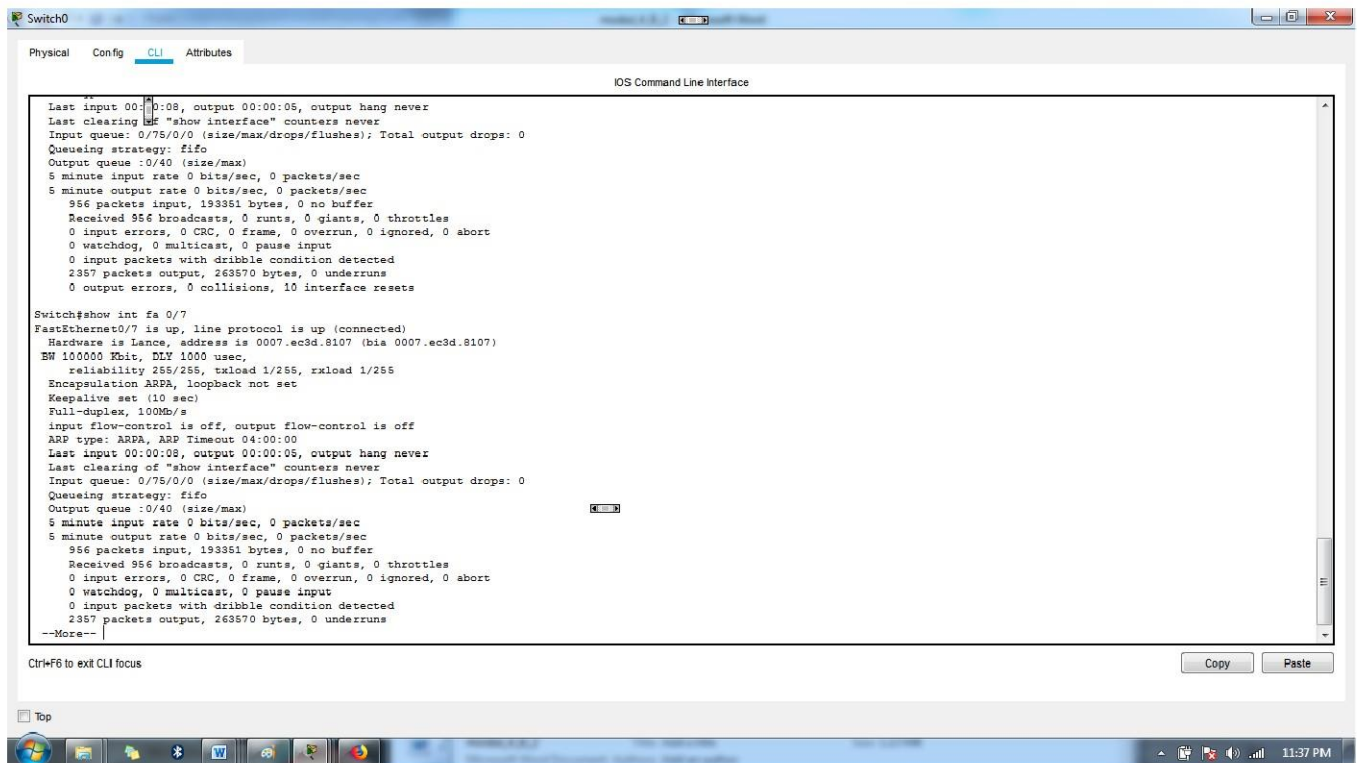 Switch0
Physical Config CLI Attributes
IOS Command Line Interface
Last input 00:00:08, output 00:00:05, output hang never
Last clearing of "show interface" counters never
Input queue: 0/75/0/0 (size/max/drops/flushes); Total output drops: 0
Queueing strategy: fifo
Output queue :0/40 (size/max)
5 minute input rate 0 bits/sec, 0 packets/sec
5 minute output rate 0 bits/sec, 0 packets/sec
956 packets input, 193351 bytes, 0 no buffer
Received 956 broadcasts, 0 runts, 0 giants, 0 throttles
0 input errors, 0 CRC, 0 frame, 0 overrun, 0 ignored, 0 abort
0 watchdog, 0 multicast, 0 pause input
0 input packets with dribble condition detected
2357 packets output, 263570 bytes, 0 underruns
0 output errors, 0 collisions, 10 interface resets
Switch#show int fa 0/7
FastEthernet0/7 is up, line protocol is up (connected)
Hardware is Lance, address is 0007.ec3d.8107 (bia 0007.ec3d.8107)
BW 100000 Kbit, DLY 1000 usec,
reliability 255/255, txload 1/255, rxload 1/255
Encapsulation ARPA, loopback not set
Keepalive set (10 sec)
Full-duplex, 100Mb/s
input flow-control is off, output flow-control is off
ARP type: ARPA, ARP Timeout 04:00:00
Last input 00:00:08, output 00:00:05, output hang never
Last clearing of "show interface" counters never
Input queue: 0/75/0/0 (size/max/drops/flushes); Total output drops: 0
Queueing strategy: fifo
Output queue :0/40 (size/max)
5 minute input rate 0 bits/sec, 0 packets/sec
5 minute output rate 0 bits/sec, 0 packets/sec
956 packets input, 193351 bytes, 0 no buffer
Received 956 broadcasts, 0 runts, 0 giants, 0 throttles
0 input errors, 0 CRC, 0 frame, 0 overrun, 0 ignored, 0 abort
0 watchdog, 0 multicast, 0 pause input
0 input packets with dribble condition detected
2357 packets output, 263570 bytes, 0 underruns
--More--
Ctrl+F6 to exit CLI focus
Copy Paste
Top
11:37 PM